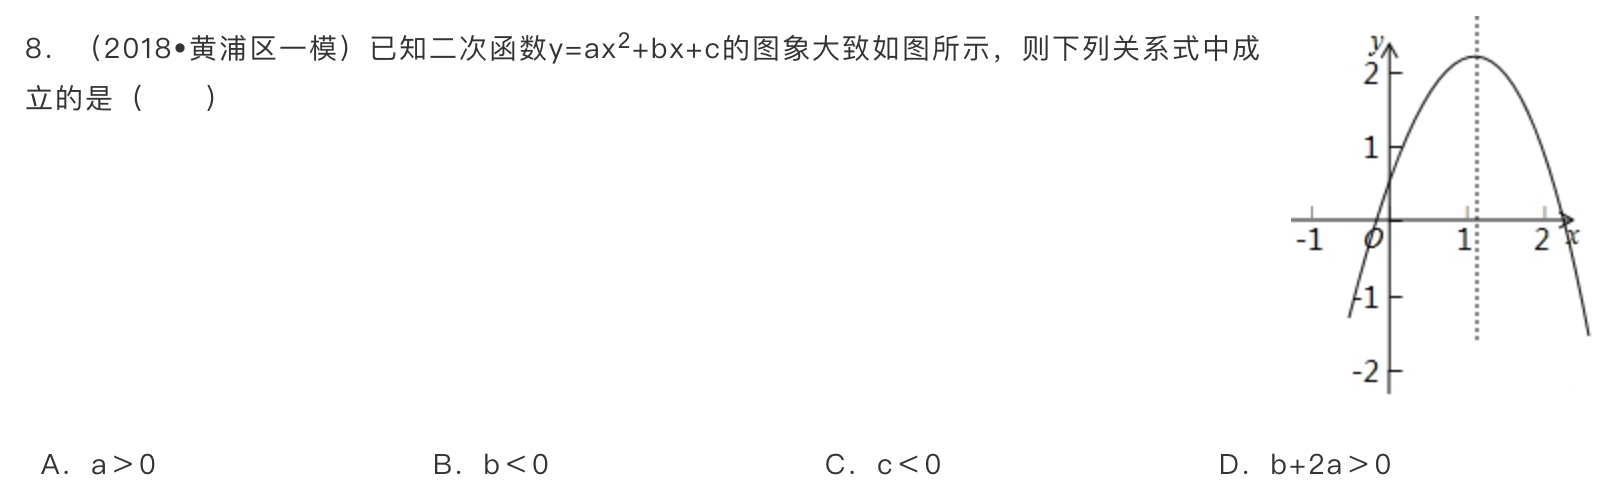 8. (2018•黄浦区一模)已知二次函数y=ax²+bx+c的图象大致如图所示，则下列关系式中成
立的是（　　）
y
2
1
-1 O 1 2 x
-1
-2
A. a＞0 B. b＜0 C. c＜0 D. b+2a＞0